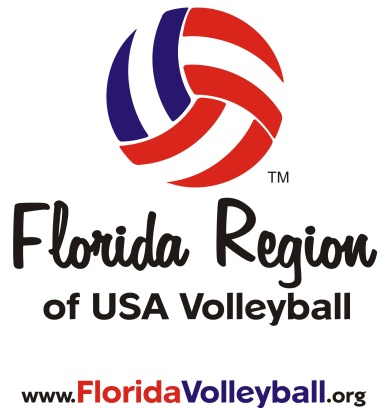 TM
Florida Region
of USA Volleyball
www.FloridaVolleyball.org